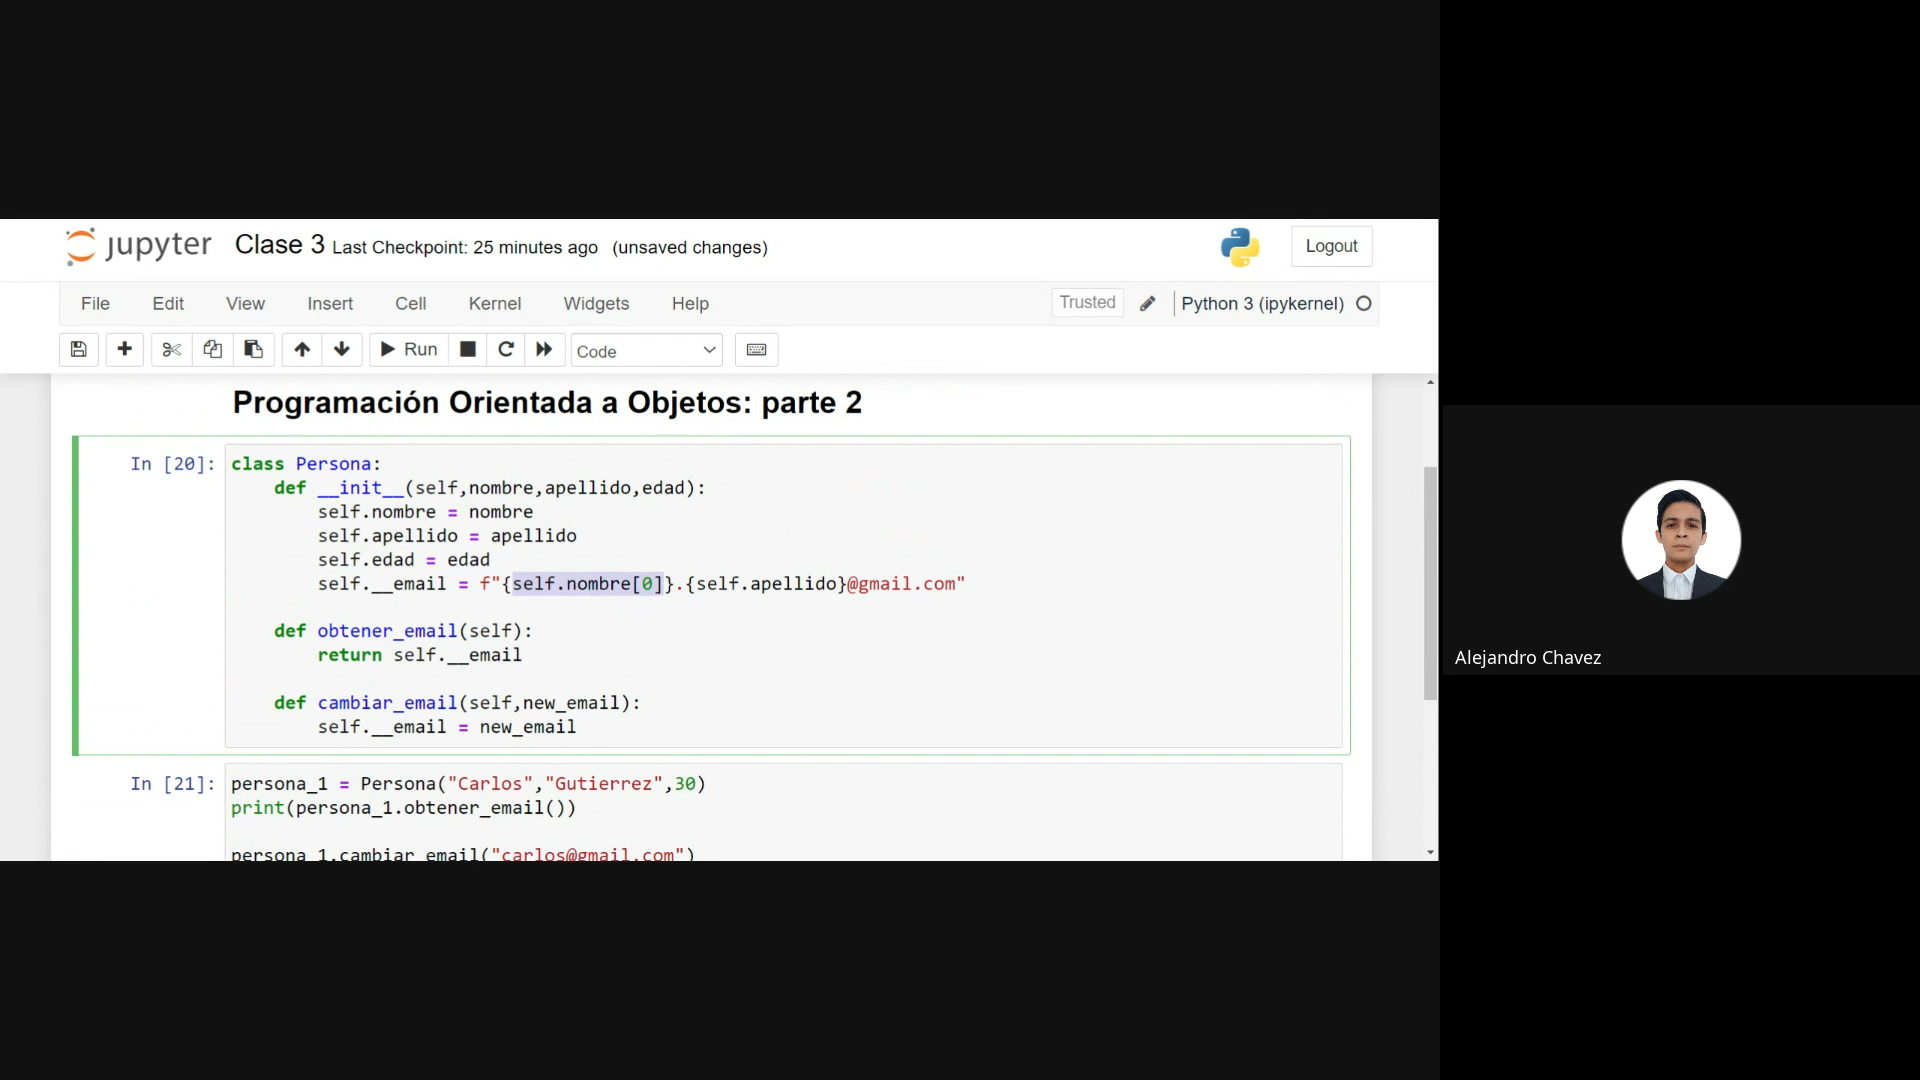 jupyter Clase 3 Last Checkpoint: 25 minutes ago (unsaved changes)
Logout
File Edit View Insert Cell Kernel Widgets Help
Trusted Python 3 (ipykernel)
Run Code
Programación Orientada a Objetos: parte 2
In [20]: class Persona:
def __init__(self,nombre,apellido,edad):
self.nombre = nombre
self.apellido = apellido
self.edad = edad
self.__email = f"{self.nombre[0]}.{self.apellido}@gmail.com"
def obtener_email(self):
return self.__email
def cambiar_email(self,new_email):
self.__email = new_email
In [21]: persona_1 = Persona("Carlos","Gutierrez",30)
print(persona_1.obtener_email())
persona_1.cambiar_email("carlos@gmail.com")
Alejandro Chavez